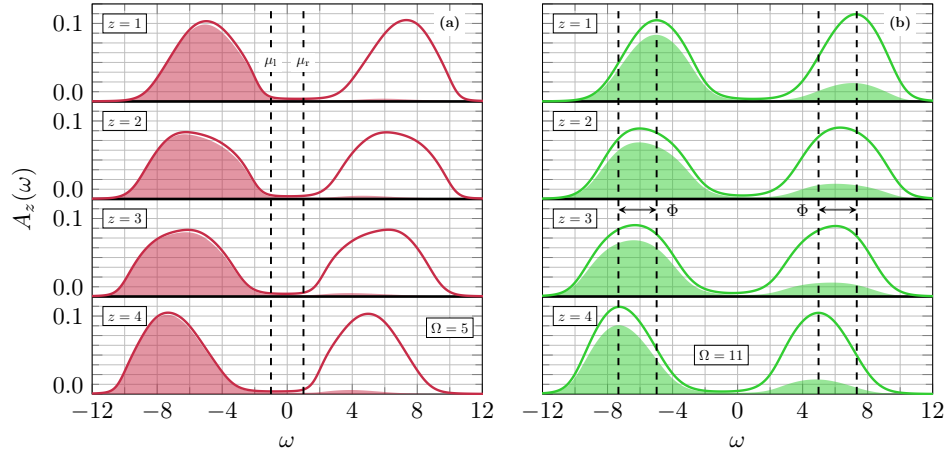 0.1
0.0
z = 1
(a)
μl
μr
0.1
0.0
z = 2
0.1
0.0
z = 3
0.1
0.0
z = 4
Ω = 5
A_z(ω)
−12 −8 −4 0 4 8 12
ω
z = 1
(b)
z = 2
Φ
Φ
z = 3
z = 4
Ω = 11
−12 −8 −4 0 4 8 12
ω